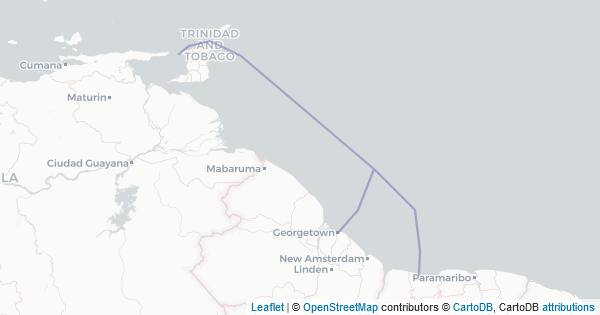 TRINIDAD
AND
TOBAGO
Cumana
Maturin
Ciudad Guayana
LA
Mabaruma
Georgetown
New Amsterdam
Linden
Paramaribo
Leaflet | © OpenStreetMap contributors © CartoDB, CartoDB attributions